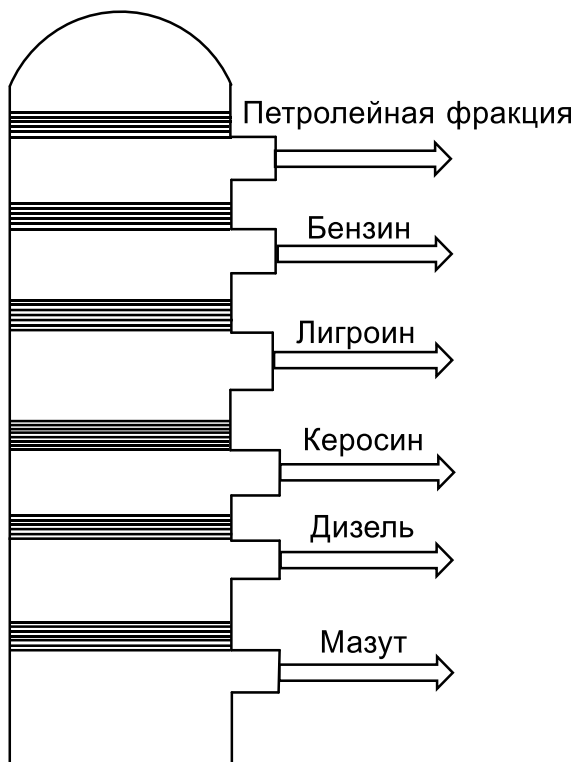 Петролейная фракция
Бензин
Лигроин
Керосин
Дизель
Мазут